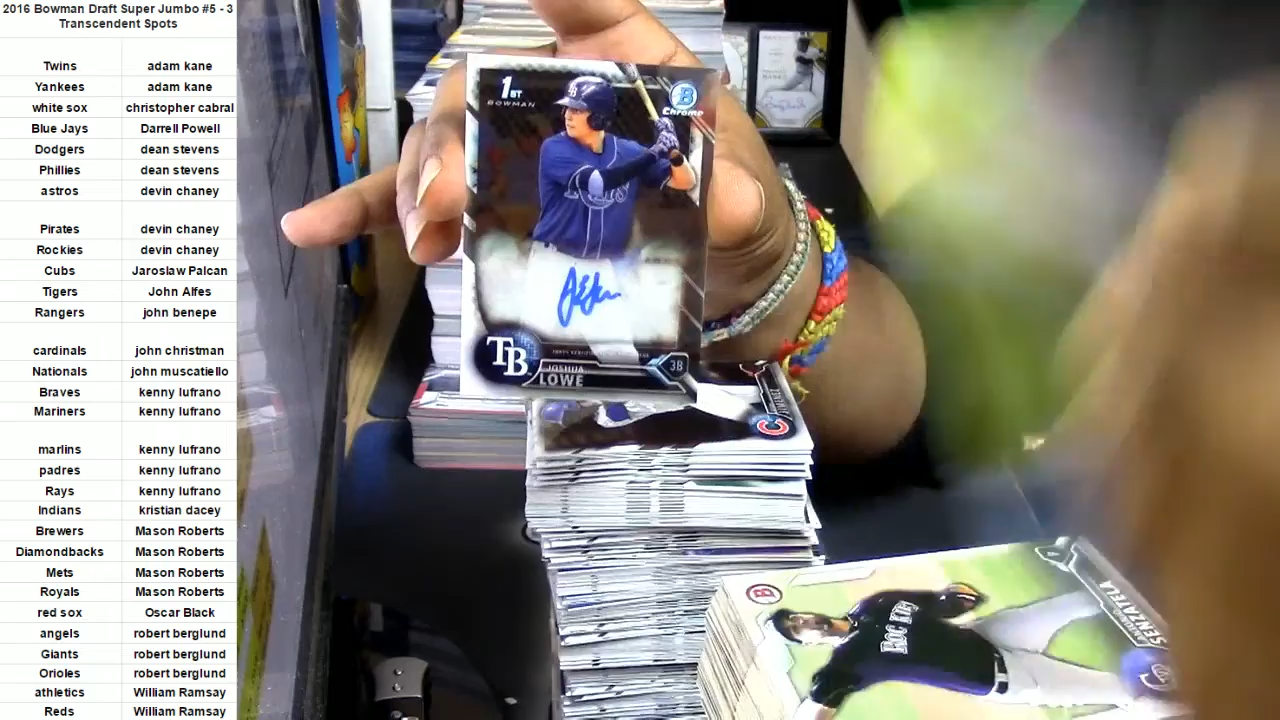 2016 Bowman Draft Super Jumbo #5 - 3
Transcendent Spots
Twins adam kane
Yankees adam kane
white sox christopher cabral
Blue Jays Darrell Powell
Dodgers dean stevens
Phillies dean stevens
astros devin chaney
Pirates devin chaney
Rockies devin chaney
Cubs Jaroslaw Palcan
Tigers John Alfes
Rangers john benepe
cardinals john christman
Nationals john muscatiello
Braves kenny lufrano
Mariners kenny lufrano
marlins kenny lufrano
padres kenny lufrano
Rays kenny lufrano
Indians kristian dacey
Brewers Mason Roberts
Diamondbacks Mason Roberts
Mets Mason Roberts
Royals Mason Roberts
red sox Oscar Black
angels robert berglund
Giants robert berglund
Orioles robert berglund
athletics William Ramsay
Reds William Ramsay
1ST
BOWMAN
B
Chrome
TB
TB
JOSHUA
LOWE
3B
C
B
ROCKIES
SENZATELA